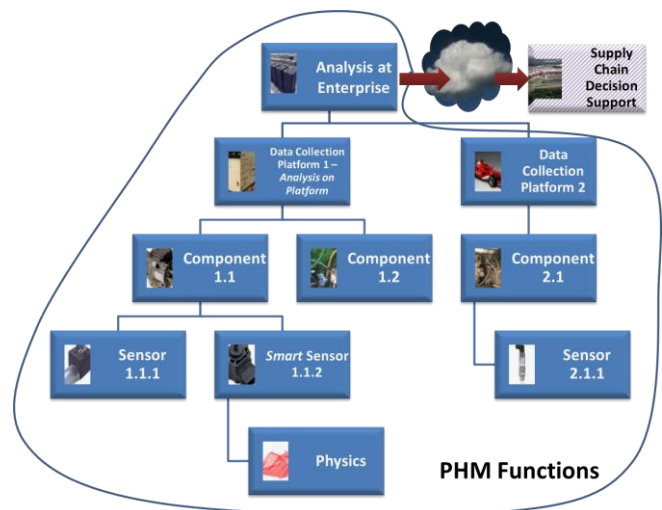 Analysis at
Enterprise
Supply
Chain
Decision
Support
Data Collection
Platform 1 –
Analysis on
Platform
Data
Collection
Platform 2
Component
1.1
Component
1.2
Component
2.1
Sensor
1.1.1
Smart Sensor
1.1.2
Sensor
2.1.1
Physics
PHM Functions